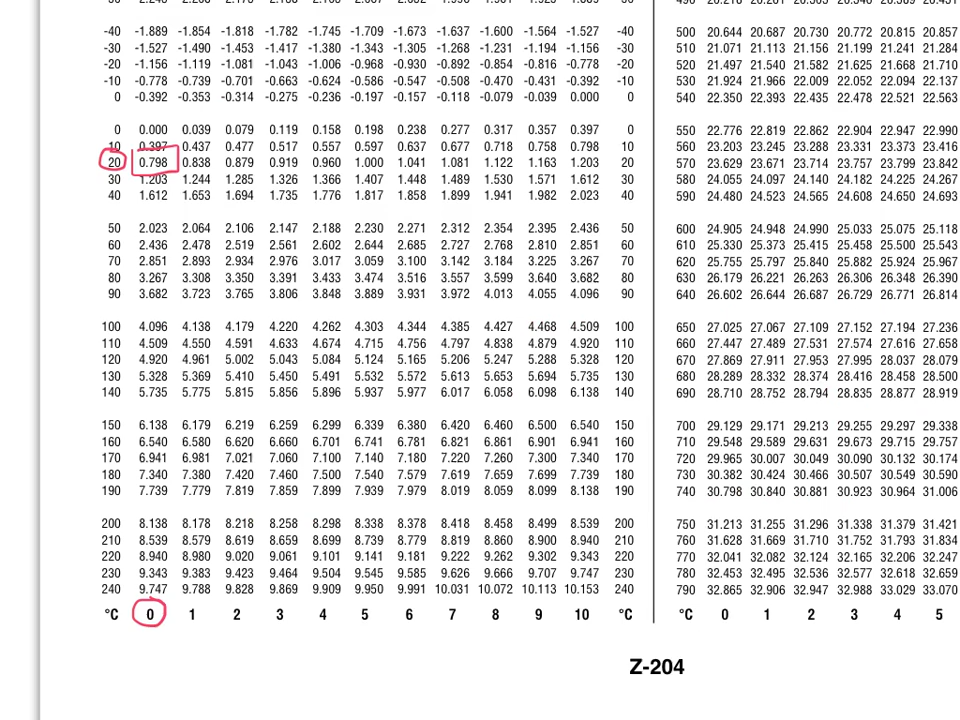 -40 -1.889 -1.854 -1.818 -1.782 -1.745 -1.709 -1.673 -1.637 -1.600 -1.564 -1.527 -40 500 20.644 20.687 20.730 20.772 20.815 20.857
-30 -1.527 -1.490 -1.453 -1.417 -1.380 -1.343 -1.305 -1.268 -1.231 -1.194 -1.156 -30 510 21.071 21.113 21.156 21.199 21.241 21.284
-20 -1.156 -1.119 -1.081 -1.043 -1.006 -0.968 -0.930 -0.892 -0.854 -0.816 -0.778 -20 520 21.497 21.540 21.582 21.625 21.668 21.710
-10 -0.778 -0.739 -0.701 -0.663 -0.624 -0.586 -0.547 -0.508 -0.470 -0.431 -0.392 -10 530 21.924 21.966 22.009 22.052 22.094 22.137
0 -0.392 -0.353 -0.314 -0.275 -0.236 -0.197 -0.157 -0.118 -0.079 -0.039 0.000 0 540 22.350 22.393 22.435 22.478 22.521 22.563
0 0.000 0.039 0.079 0.119 0.158 0.198 0.238 0.277 0.317 0.357 0.397 0 550 22.776 22.819 22.862 22.904 22.947 22.990
10 0.397 0.437 0.477 0.517 0.557 0.597 0.637 0.677 0.718 0.758 0.798 10 560 23.203 23.245 23.288 23.331 23.373 23.416
20 0.798 0.838 0.879 0.919 0.960 1.000 1.041 1.081 1.122 1.163 1.203 20 570 23.629 23.671 23.714 23.757 23.799 23.842
30 1.203 1.244 1.285 1.326 1.366 1.407 1.448 1.489 1.530 1.571 1.612 30 580 24.055 24.097 24.140 24.182 24.225 24.267
40 1.612 1.653 1.694 1.735 1.776 1.817 1.858 1.899 1.941 1.982 2.023 40 590 24.480 24.523 24.565 24.608 24.650 24.693
50 2.023 2.064 2.106 2.147 2.188 2.230 2.271 2.312 2.354 2.395 2.436 50 600 24.905 24.948 24.990 25.033 25.075 25.118
60 2.436 2.478 2.519 2.561 2.602 2.644 2.685 2.727 2.768 2.810 2.851 60 610 25.330 25.373 25.415 25.458 25.500 25.543
70 2.851 2.893 2.934 2.976 3.017 3.059 3.100 3.142 3.184 3.225 3.267 70 620 25.755 25.797 25.840 25.882 25.924 25.967
80 3.267 3.308 3.350 3.391 3.433 3.474 3.516 3.557 3.599 3.640 3.682 80 630 26.179 26.221 26.263 26.306 26.348 26.390
90 3.682 3.723 3.765 3.806 3.848 3.889 3.931 3.972 4.013 4.055 4.096 90 640 26.602 26.644 26.687 26.729 26.771 26.814
100 4.096 4.138 4.179 4.220 4.262 4.303 4.344 4.385 4.427 4.468 4.509 100 650 27.025 27.067 27.109 27.152 27.194 27.236
110 4.509 4.550 4.591 4.633 4.674 4.715 4.756 4.797 4.838 4.879 4.920 110 660 27.447 27.489 27.531 27.574 27.616 27.658
120 4.920 4.961 5.002 5.043 5.084 5.124 5.165 5.206 5.247 5.288 5.328 120 670 27.869 27.911 27.953 27.995 28.037 28.079
130 5.328 5.369 5.410 5.450 5.491 5.532 5.572 5.613 5.653 5.694 5.735 130 680 28.289 28.332 28.374 28.416 28.458 28.500
140 5.735 5.775 5.815 5.856 5.896 5.937 5.977 6.017 6.058 6.098 6.138 140 690 28.710 28.752 28.794 28.835 28.877 28.919
150 6.138 6.179 6.219 6.259 6.299 6.339 6.380 6.420 6.460 6.500 6.540 150 700 29.129 29.171 29.213 29.255 29.297 29.338
160 6.540 6.580 6.620 6.660 6.701 6.741 6.781 6.821 6.861 6.901 6.941 160 710 29.548 29.589 29.631 29.673 29.715 29.757
170 6.941 6.981 7.021 7.060 7.100 7.140 7.180 7.220 7.260 7.300 7.340 170 720 29.965 30.007 30.049 30.090 30.132 30.174
180 7.340 7.380 7.420 7.460 7.500 7.540 7.579 7.619 7.659 7.699 7.739 180 730 30.382 30.424 30.466 30.507 30.549 30.590
190 7.739 7.779 7.819 7.859 7.899 7.939 7.979 8.019 8.059 8.099 8.138 190 740 30.798 30.840 30.881 30.923 30.964 31.006
200 8.138 8.178 8.218 8.258 8.298 8.338 8.378 8.418 8.458 8.499 8.539 200 750 31.213 31.255 31.296 31.338 31.379 31.421
210 8.539 8.579 8.619 8.659 8.699 8.739 8.779 8.819 8.860 8.900 8.940 210 760 31.628 31.669 31.710 31.752 31.793 31.834
220 8.940 8.980 9.020 9.061 9.101 9.141 9.181 9.222 9.262 9.302 9.343 220 770 32.041 32.082 32.124 32.165 32.206 32.247
230 9.343 9.383 9.423 9.464 9.504 9.545 9.585 9.626 9.666 9.707 9.747 230 780 32.453 32.495 32.536 32.577 32.618 32.659
240 9.747 9.788 9.828 9.869 9.909 9.950 9.991 10.031 10.072 10.113 10.153 240 790 32.865 32.906 32.947 32.988 33.029 33.070
°C 0 1 2 3 4 5 6 7 8 9 10 °C °C 0 1 2 3 4 5
Z-204